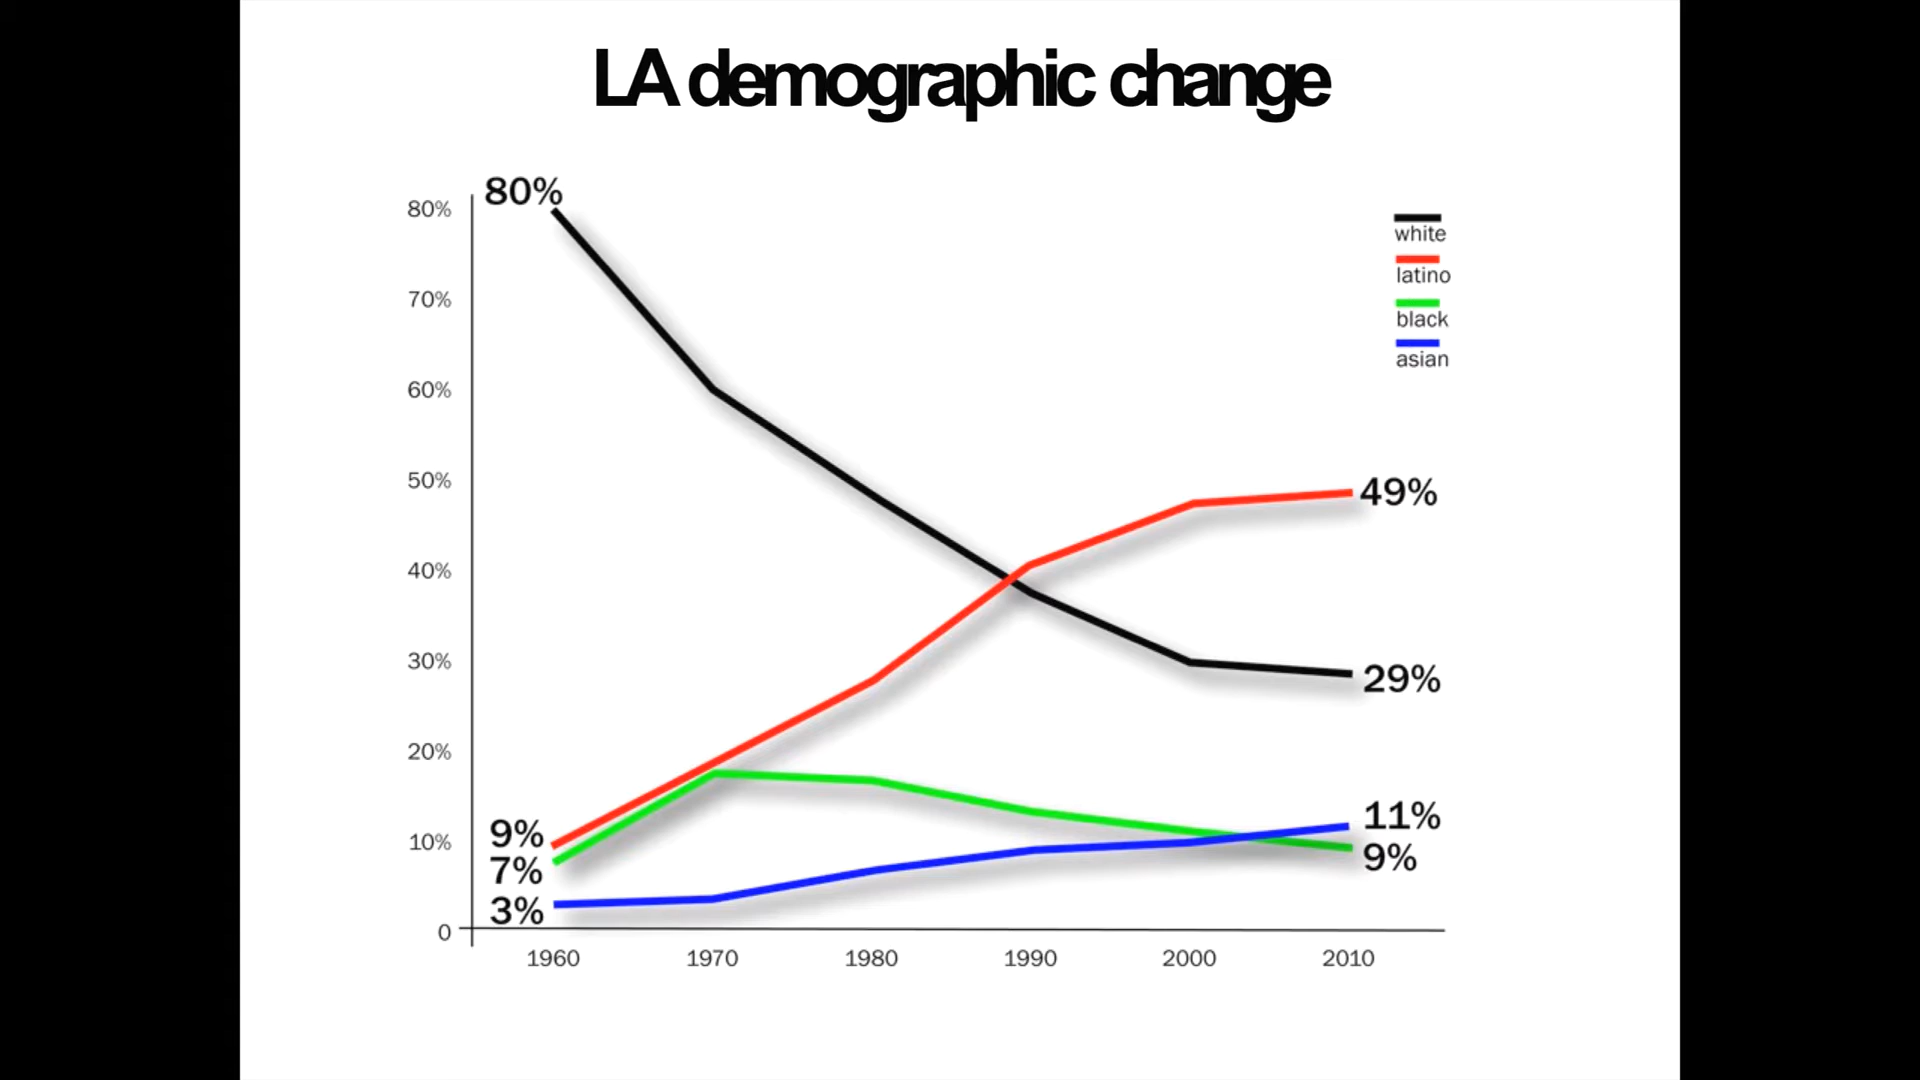 LA demographic change
80%
80%
70%
60%
50%
40%
30%
20%
10%
0
9%
7%
3%
white
latino
black
asian
49%
29%
11%
9%
1960 1970 1980 1990 2000 2010